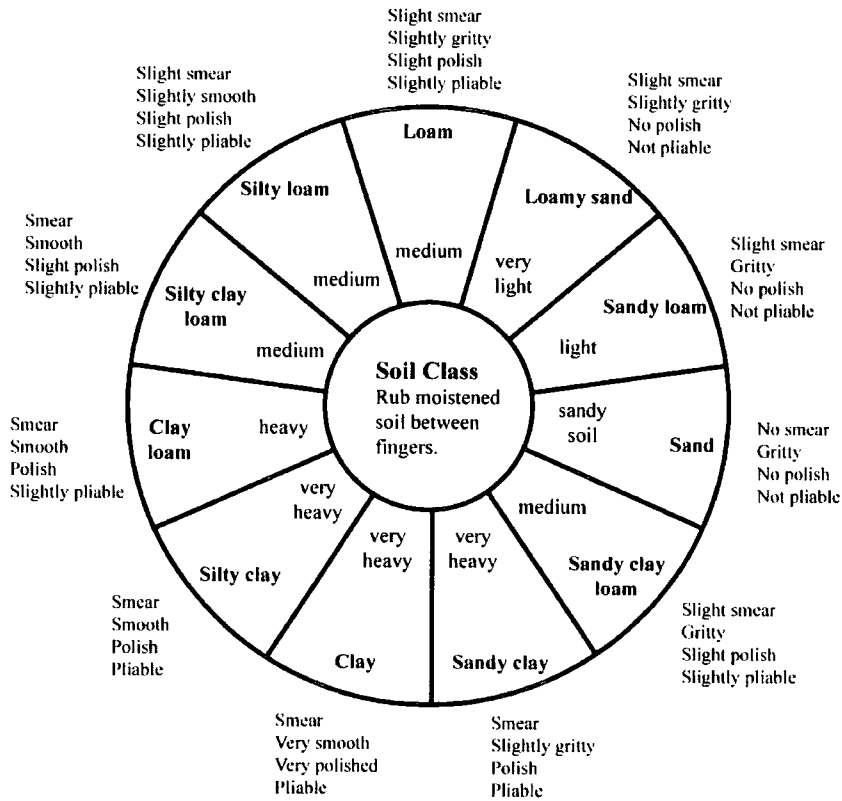 Slight smear
Slightly gritty
Slight polish
Slightly pliable
Loam
medium
Slight smear
Slightly gritty
No polish
Not pliable
Loamy sand
very
light
Slight smear
Gritty
No polish
Not pliable
Sandy loam
light
No smear
Gritty
No polish
Not pliable
Sand
sandy
soil
Slight smear
Gritty
Slight polish
Slightly pliable
Sandy clay
loam
medium
Smear
Slightly gritty
Polish
Pliable
Sandy clay
very
heavy
Smear
Very smooth
Very polished
Pliable
Clay
very
heavy
Smear
Smooth
Polish
Pliable
Silty clay
very
heavy
Smear
Smooth
Polish
Slightly pliable
Clay
loam
heavy
Smear
Smooth
Slight polish
Slightly pliable
Silty clay
loam
medium
Slight smear
Slightly smooth
Slight polish
Slightly pliable
Silty loam
medium
Soil Class
Rub moistened
soil between
fingers.